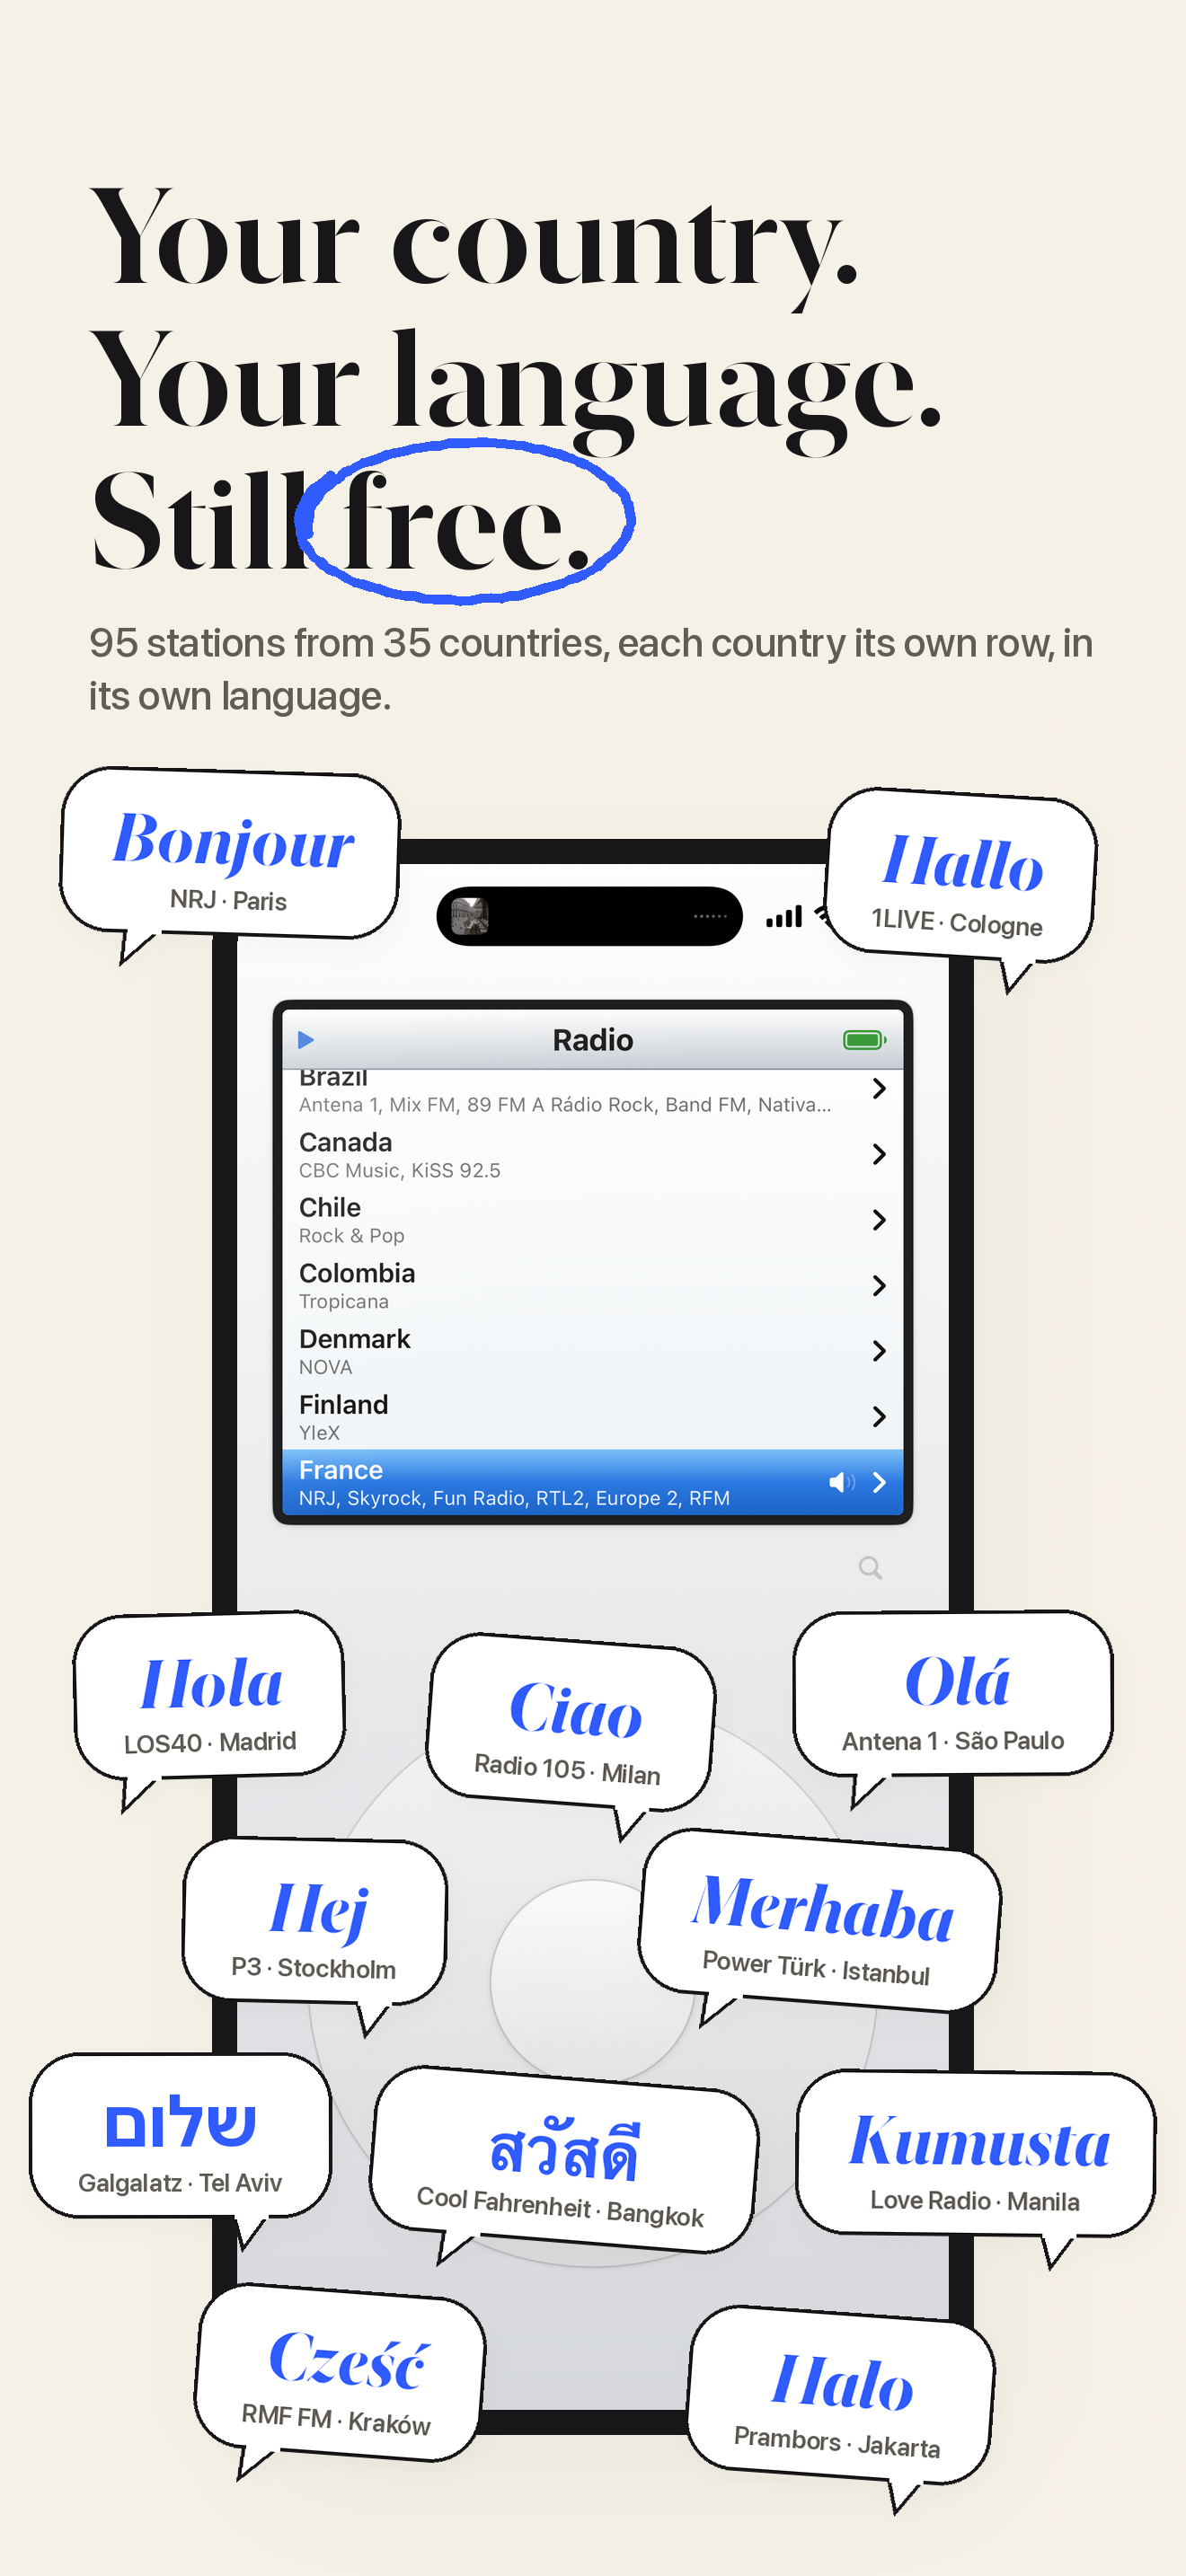 Your country.
Your language.
Still free.
95 stations from 35 countries, each country its own row, in
its own language.
Bonjour
NRJ · Paris
Hallo
1LIVE · Cologne
Radio
Brazil
Antena 1, Mix FM, 89 FM A Rádio Rock, Band FM, Nativa...
Canada
CBC Music, KiSS 92.5
Chile
Rock & Pop
Colombia
Tropicana
Denmark
NOVA
Finland
YleX
France
NRJ, Skyrock, Fun Radio, RTL2, Europe 2, RFM
Hola
LOS40 · Madrid
Ciao
Radio 105 · Milan
Olá
Antena 1 · São Paulo
Hej
P3 · Stockholm
Merhaba
Power Türk · Istanbul
שלום
Galgalatz · Tel Aviv
สวัสดี
Cool Fahrenheit · Bangkok
Kumusta
Love Radio · Manila
Cześć
RMF FM · Kraków
Halo
Prambors · Jakarta